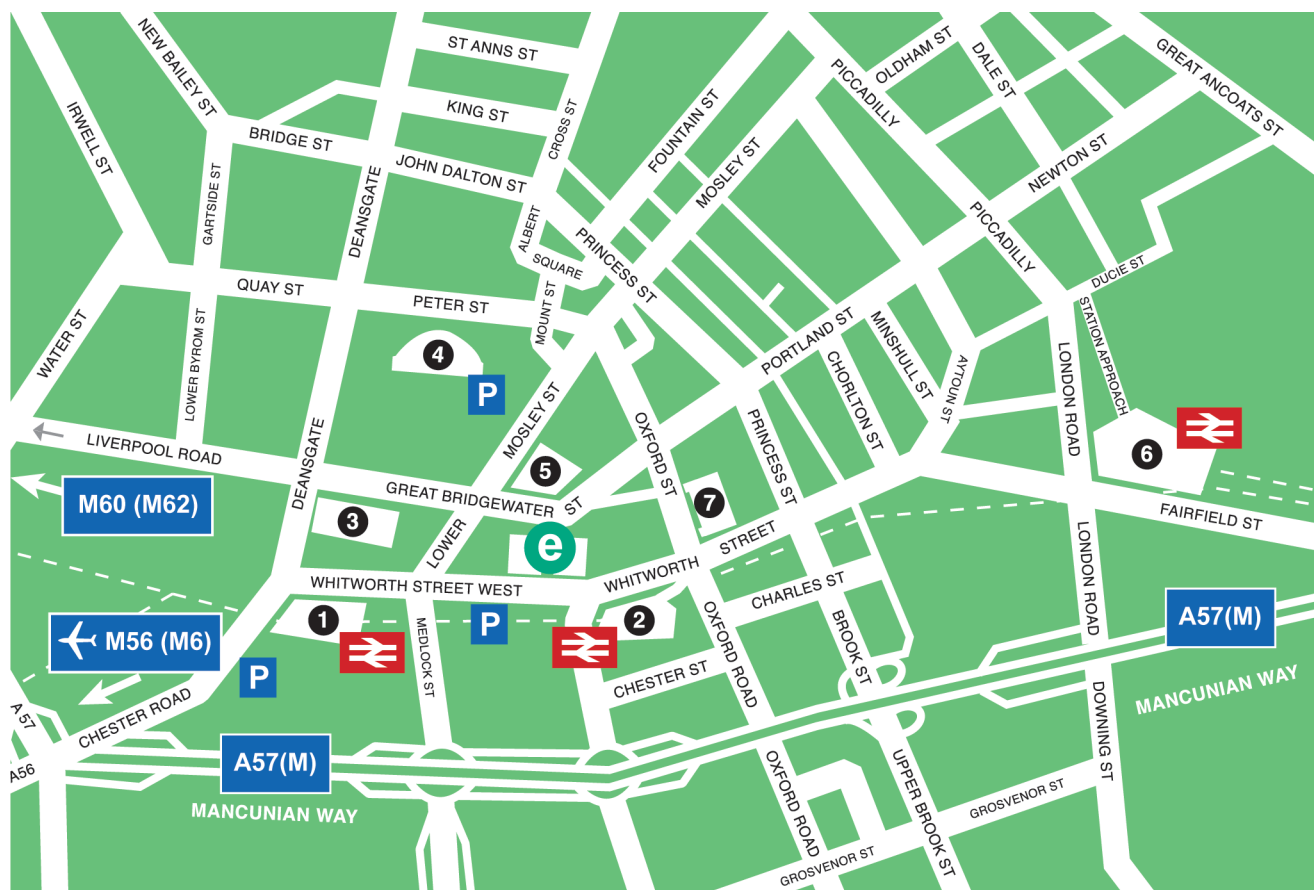 NEW BAILEY ST
ST ANNS ST
OLDHAM ST
DALE ST
GREAT ANCOATS ST
PICCADILLY
IRWELL ST
KING ST
CROSS ST
FOUNTAIN ST
BRIDGE ST
JOHN DALTON ST
MOSLEY ST
NEWTON ST
GARTSIDE ST
DEANSGATE
ALBERT
SQUARE
PRINCESS ST
PICCADILLY
QUAY ST
PETER ST
MOUNT ST
DUCIE ST
WATER ST
LOWER BYROM ST
4
P
PORTLAND ST
MINSHULL ST
CHORLTON ST
AYTOUN ST
STATION APPROACH
LONDON ROAD
MOSLEY ST
OXFORD ST
PRINCESS ST
LIVERPOOL ROAD
DEANSGATE
5
6
M60 (M62)
GREAT BRIDGEWATER
ST
7
3
LOWER
e
STREET
FAIRFIELD ST
WHITWORTH STREET WEST
WHITWORTH
LONDON ROAD
CHARLES ST
1
P
2
M56 (M6)
MEDLOCK ST
OXFORD ROAD
BROOK ST
A57(M)
P
CHESTER ST
MANCUNIAN WAY
A 57
CHESTER ROAD
DOWNING ST
A56
A57(M)
MANCUNIAN WAY
OXFORD ROAD
UPPER BROOK ST
GROSVENOR ST
GROSVENOR ST